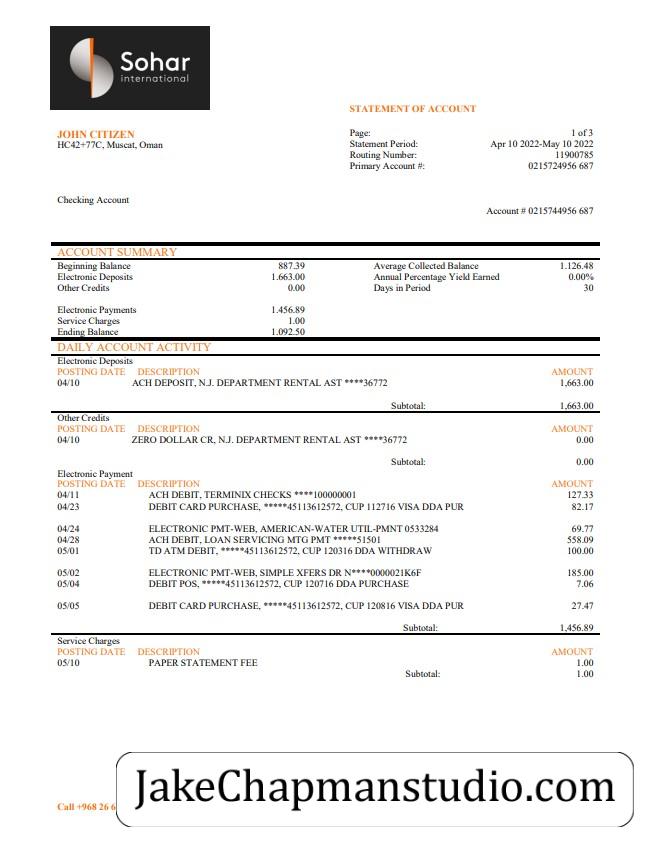 Sohar
international
STATEMENT OF ACCOUNT
JOHN CITIZEN
HC42+77C, Muscat, Oman
Page: 1 of 3
Statement Period: Apr 10 2022-May 10 2022
Routing Number: 11900785
Primary Account #: 0215724956 687
Checking Account
Account # 0215744956 687
ACCOUNT SUMMARY
Beginning Balance 887.39 Average Collected Balance 1.126.48
Electronic Deposits 1.663.00 Annual Percentage Yield Earned 0.00%
Other Credits 0.00 Days in Period 30
Electronic Payments 1.456.89
Service Charges 1.00
Ending Balance 1.092.50
DAILY ACCOUNT ACTIVITY
Electronic Deposits
POSTING DATE DESCRIPTION AMOUNT
04/10 ACH DEPOSIT, N.J. DEPARTMENT RENTAL AST ****36772 1,663.00
Subtotal: 1,663.00
Other Credits
POSTING DATE DESCRIPTION AMOUNT
04/10 ZERO DOLLAR CR, N.J. DEPARTMENT RENTAL AST ****36772 0.00
Subtotal: 0.00
Electronic Payment
POSTING DATE DESCRIPTION AMOUNT
04/11 ACH DEBIT, TERMINIX CHECKS ****100000001 127.33
04/23 DEBIT CARD PURCHASE, *****45113612572, CUP 112716 VISA DDA PUR 82.17
04/24 ELECTRONIC PMT-WEB, AMERICAN-WATER UTIL-PMNT 0533284 69.77
04/28 ACH DEBIT, LOAN SERVICING MTG PMT *****51501 558.09
05/01 TD ATM DEBIT, *****45113612572, CUP 120316 DDA WITHDRAW 100.00
05/02 ELECTRONIC PMT-WEB, SIMPLE XFERS DR N****0000021K6F 185.00
05/04 DEBIT POS, *****45113612572, CUP 120716 DDA PURCHASE 7.06
05/05 DEBIT CARD PURCHASE, *****45113612572, CUP 120816 VISA DDA PUR 27.47
Subtotal: 1,456.89
Service Charges
POSTING DATE DESCRIPTION AMOUNT
05/10 PAPER STATEMENT FEE 1.00
Subtotal: 1.00
Call +968 26 6
JakeChapmanstudio.com